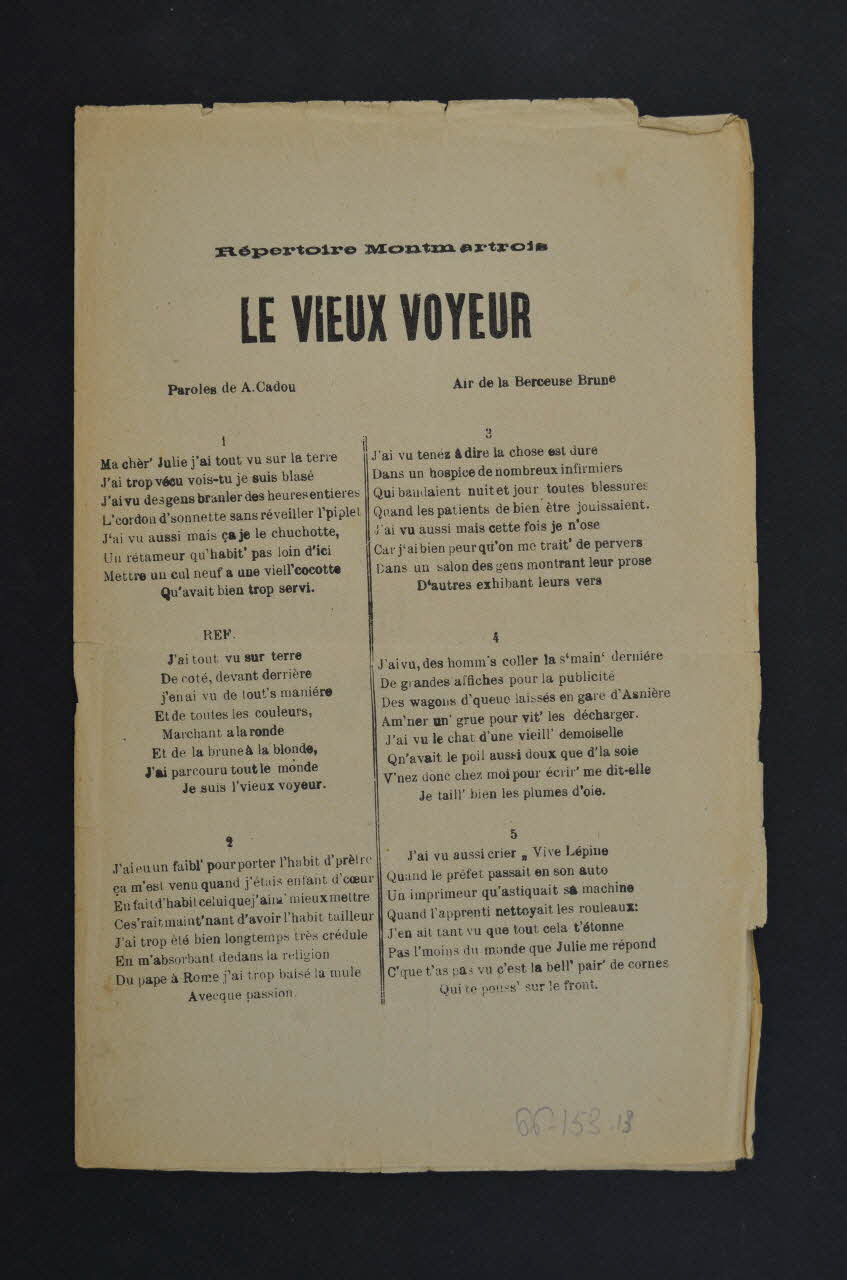 Répertoire Montmartrois
LE VIEUX VOYEUR
Paroles de A. Cadou
Air de la Berceuse Brune
1
Ma chèr' Julie j'ai tout vu sur la terre
J'ai trop vécu vois-tu je suis blasé
J'ai vu des gens branler des heures entieres
L'cordon d'sonnette sans réveiller l'piplet
J'ai vu aussi mais ça je le chuchotte,
Un rétameur qu'habit' pas loin d'ici
Mettre un cul neuf a une vieil'cocotte
Qu'avait bien trop servi.
REF.
J'ai tout vu sur terre
De coté, devant derrière
j'en ai vu de tout's maniére
Et de toutes les couleurs,
Marchant a la ronde
Et de la brune à la blonde,
J'ai parcouru tout le monde
Je suis l'vieux voyeur.
2
J'ai eu un faibl' pour porter l'habit d'prêtre
ça m'est venu quand j'étais enfant d'cœur
En fait d'habit celui que j'aim' mieux mettre
Ces'rait maint'nant d'avoir l'habit tailleur
J'ai trop été bien longtemps très crédule
En m'absorbant dedans la religion
Du pape à Rome j'ai trop baisé la mule
Avecque passion.
3
J'ai vu tenez à dire la chose est dure
Dans un hospice de nombreux infirmiers
Qui bandaient nuit et jour toutes blessures
Quand les patients de bien être jouissaient.
J'ai vu aussi mais cette fois je n'ose
Car j'ai bien peur qu'on me trait' de pervers
Dans un salon des gens montrant leur prose
D'autres exhibant leurs vers
4
J'ai vu, des homm's coller la s'main' derniére
De grandes affiches pour la publicité
Des wagons d'queue laissés en gare d'Asnière
Am'ner un' grue pour vit' les décharger.
J'ai vu le chat d'une vieill' demoiselle
Qn'avait le poil aussi doux que d'la soie
V'nez donc chez moi pour écrir' me dit-elle
Je taill' bien les plumes d'oie.
5
J'ai vu aussi crier „ Vive Lépine
Quand le préfet passait en son auto
Un imprimeur qu'astiquait sa machine
Quand l'apprenti nettoyait les rouleaux:
J'en ait tant vu que tout cela t'étonne
Pas l'moins du monde que Julie me répond
C'que t'as pas vu c'est la bell' pair' de cornes
Qui te pouss' sur le front.
66-153.13